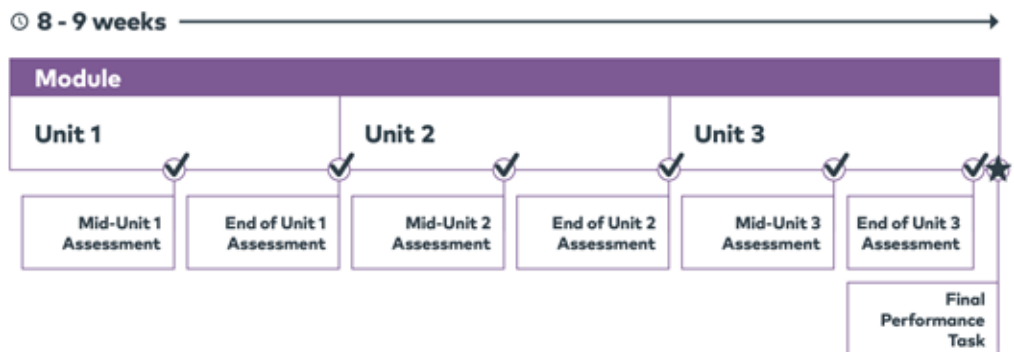 8 - 9 weeks
Module
Unit 1
Unit 2
Unit 3
Mid-Unit 1
Assessment
End of Unit 1
Assessment
Mid-Unit 2
Assessment
End of Unit 2
Assessment
Mid-Unit 3
Assessment
End of Unit 3
Assessment
Final
Performance
Task